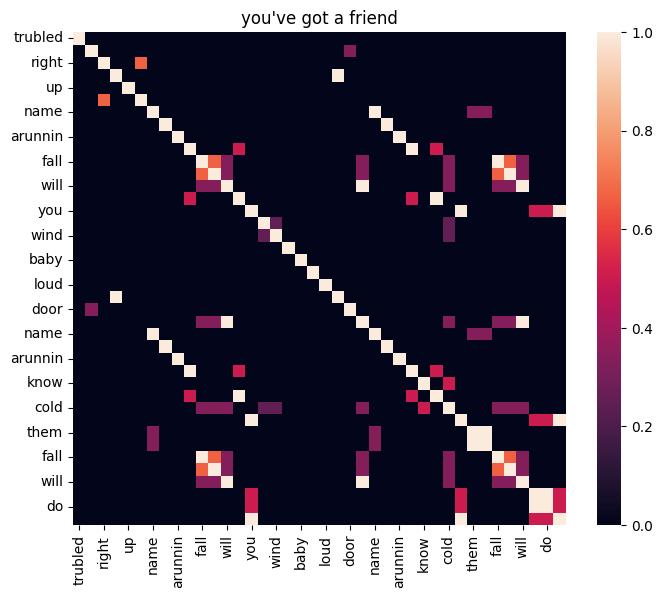 you've got a friend
trubled
right
up
name
arunnin
fall
will
you
wind
baby
loud
door
name
arunnin
know
cold
them
fall
will
do
1.0
0.8
0.6
0.4
0.2
0.0
trubled
right
up
name
arunnin
fall
will
you
wind
baby
loud
door
name
arunnin
know
cold
them
fall
will
do